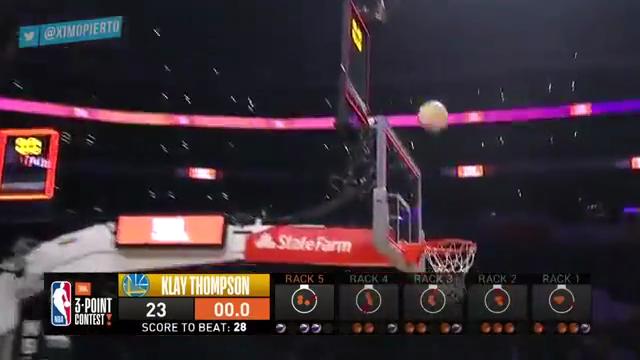 @XIMOPIERTO
State Farm
JBL
NBA
3-POINT
CONTEST
KLAY THOMPSON
23 00.0
SCORE TO BEAT: 28
RACK 5 RACK 4 RACK 3 RACK 2 RACK 1